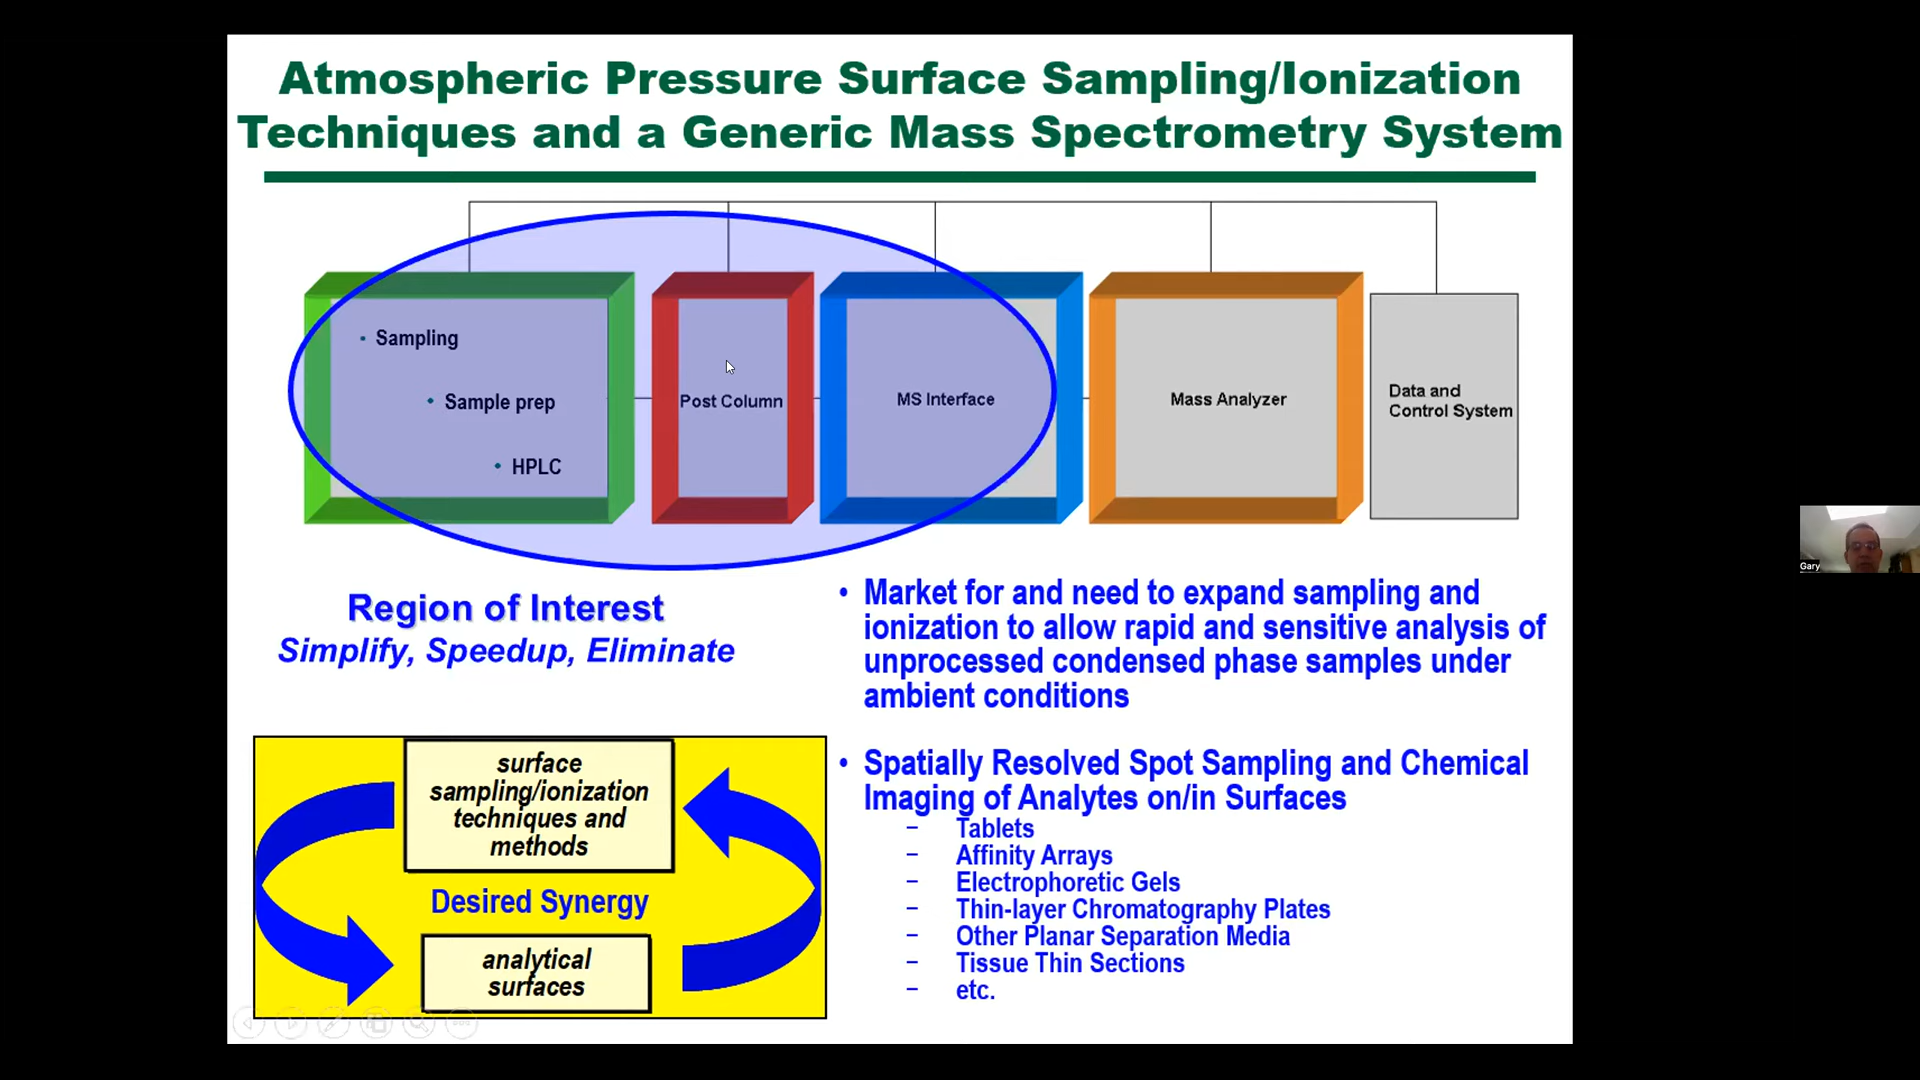 Atmospheric Pressure Surface Sampling/Ionization
Techniques and a Generic Mass Spectrometry System
• Sampling
• Sample prep
• HPLC
Post Column
MS Interface
Mass Analyzer
Data and
Control System
Region of Interest
Simplify, Speedup, Eliminate
surface
sampling/ionization
techniques and
methods
Desired Synergy
analytical
surfaces
• Market for and need to expand sampling and
ionization to allow rapid and sensitive analysis of
unprocessed condensed phase samples under
ambient conditions
• Spatially Resolved Spot Sampling and Chemical
Imaging of Analytes on/in Surfaces
– Tablets
– Affinity Arrays
– Electrophoretic Gels
– Thin-layer Chromatography Plates
– Other Planar Separation Media
– Tissue Thin Sections
– etc.
Gary